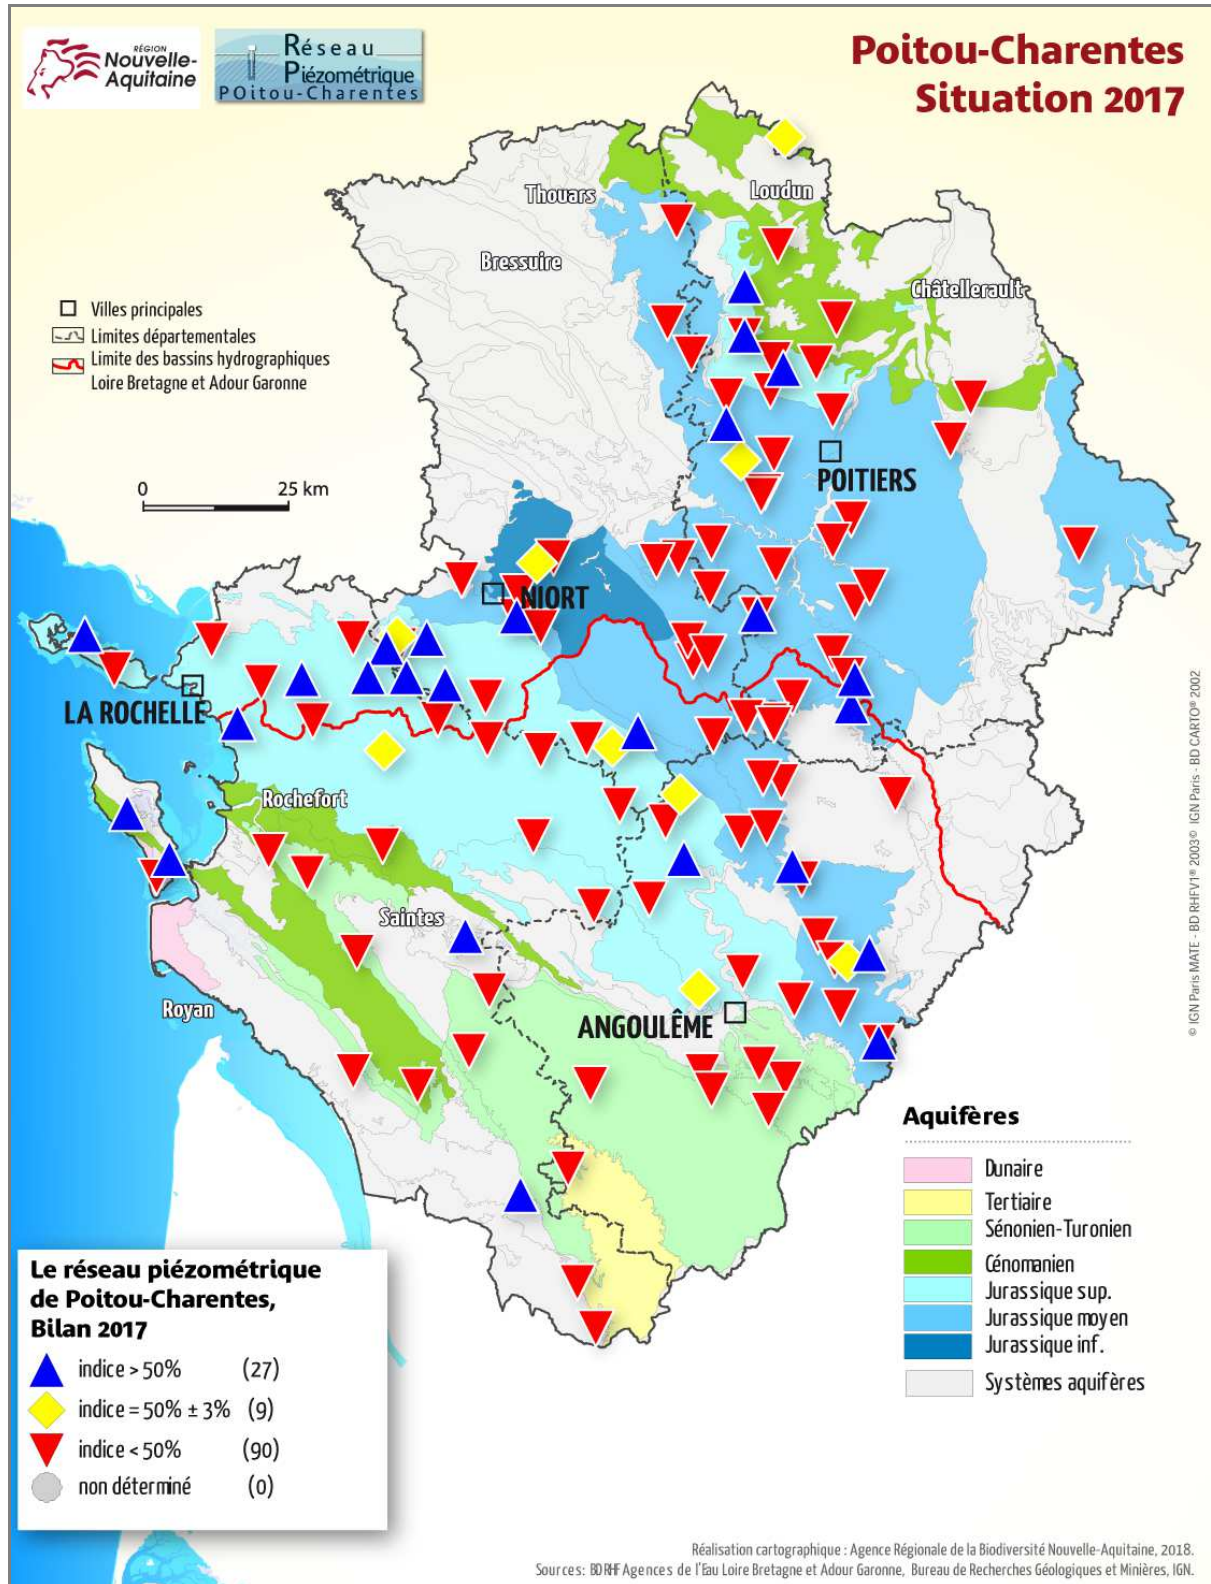 RÉGION
Nouvelle-
Aquitaine
Réseau
Piézométrique
POitou-Charentes
Poitou-Charentes
Situation 2017
Thouars
Loudun
Bressuire
Châtellerault
Villes principales
Limites départementales
Limite des bassins hydrographiques
Loire Bretagne et Adour Garonne
0 25 km
POITIERS
NIORT
LA ROCHELLE
Rochefort
Saintes
Royan
ANGOULÊME
© IGN Paris MATE - BD RHFV1® 2003© IGN Paris - BD CARTO® 2002
Aquifères
Dunaire
Tertiaire
Sénonien-Turonien
Cénomanien
Jurassique sup.
Jurassique moyen
Jurassique inf.
Systèmes aquifères
Le réseau piézométrique
de Poitou-Charentes,
Bilan 2017
indice > 50% (27)
indice = 50% ± 3% (9)
indice < 50% (90)
non déterminé (0)
Réalisation cartographique : Agence Régionale de la Biodiversité Nouvelle-Aquitaine, 2018.
Sources: BDRHF Agences de l'Eau Loire Bretagne et Adour Garonne, Bureau de Recherches Géologiques et Minières, IGN.